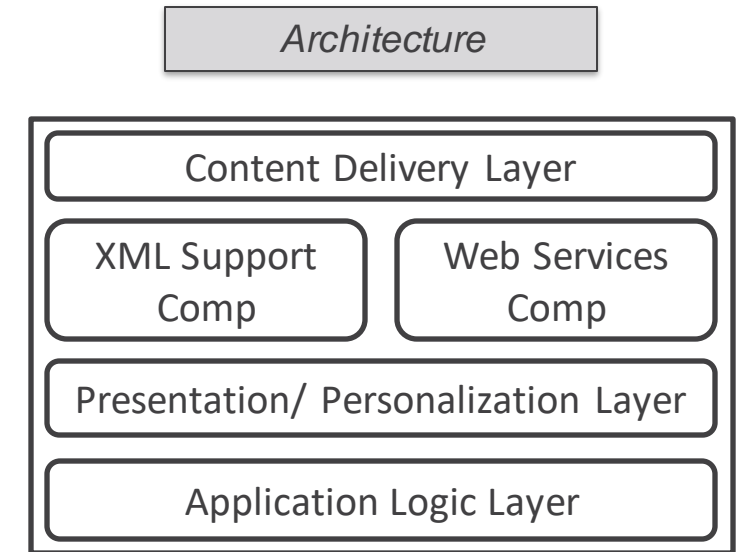 Architecture
Content Delivery Layer
XML Support
Comp
Web Services
Comp
Presentation/ Personalization Layer
Application Logic Layer